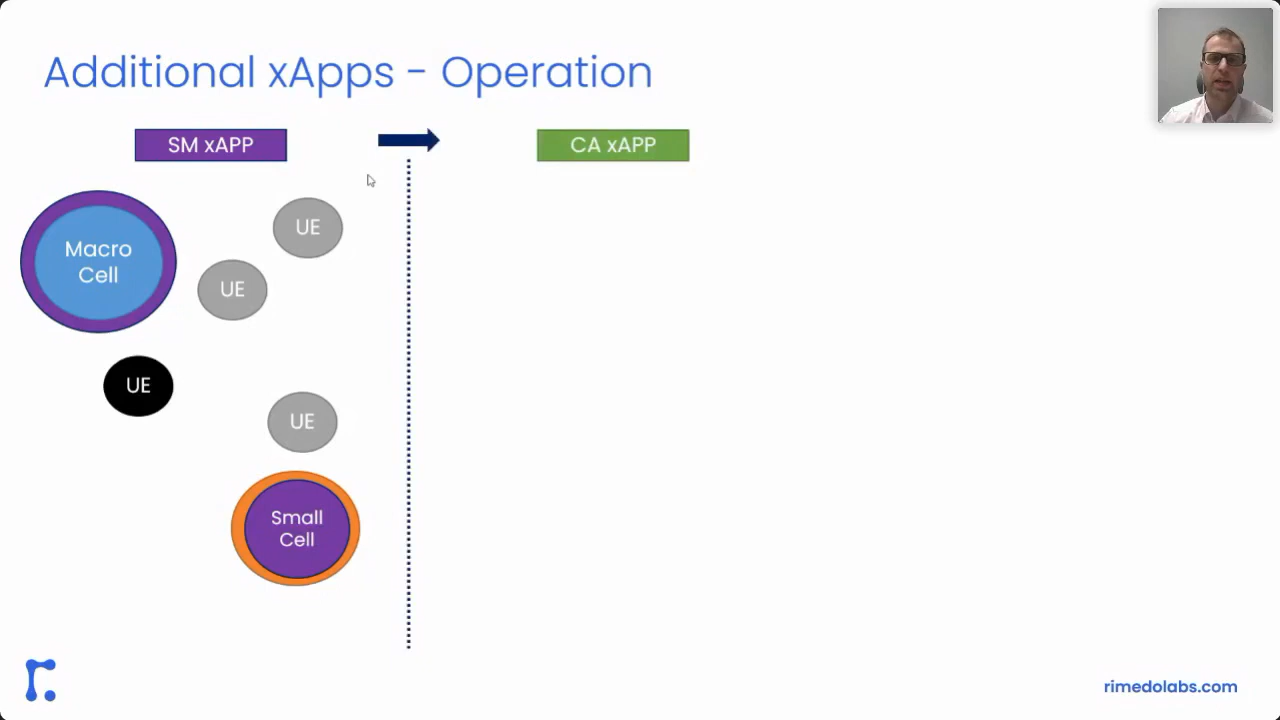 Additional xApps - Operation
SM xAPP
CA xAPP
Macro
Cell
UE
UE
UE
UE
Small
Cell
rimedolabs.com